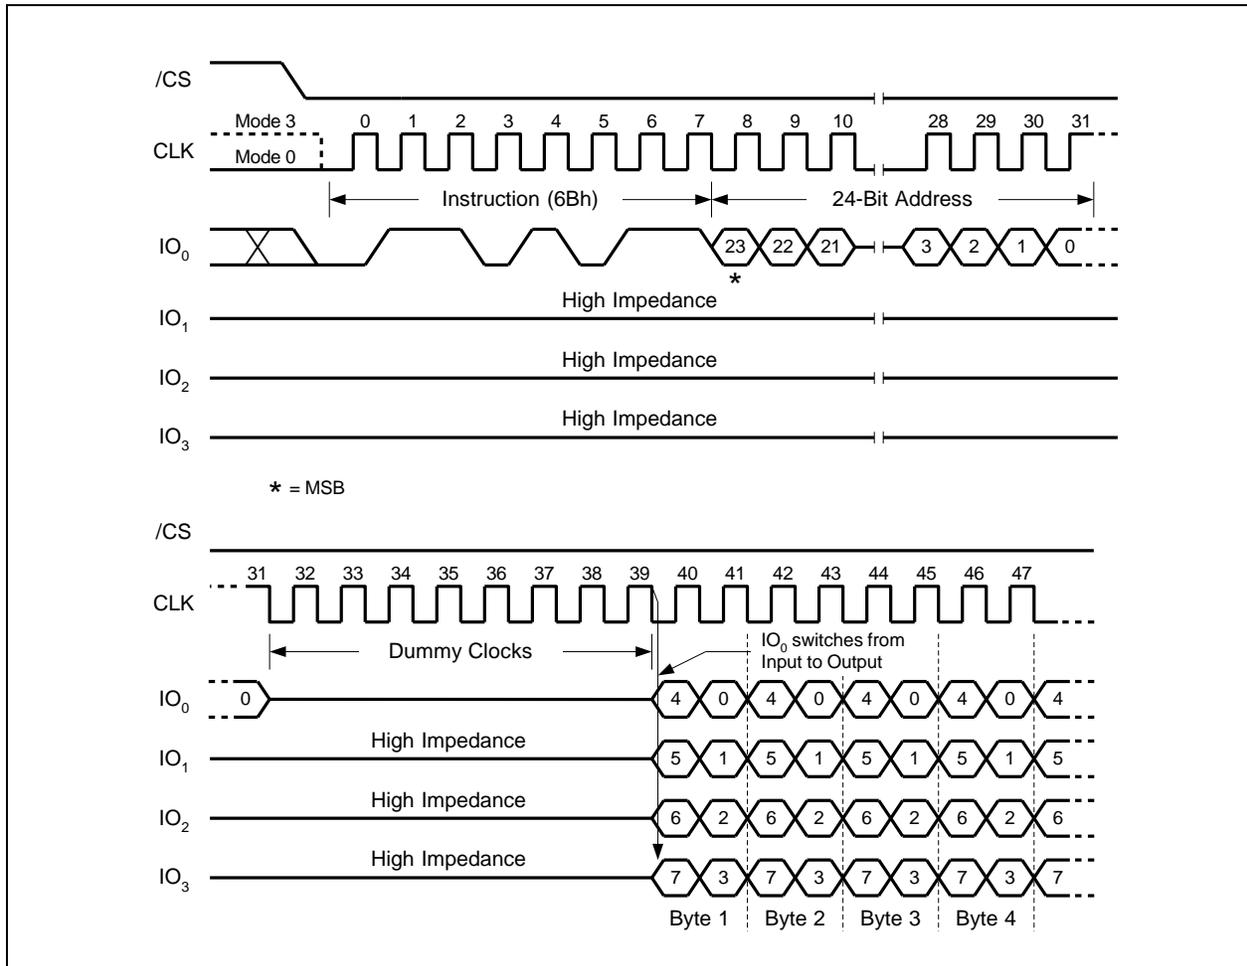 /CS
Mode 3 0 1 2 3 4 5 6 7 8 9 10 28 29 30 31
CLK
Mode 0
Instruction (6Bh) 24-Bit Address
IO0 23 22 21 3 2 1 0
*
High Impedance
IO1
High Impedance
IO2
High Impedance
IO3
* = MSB
/CS
31 32 33 34 35 36 37 38 39 40 41 42 43 44 45 46 47
CLK
Dummy Clocks
IO0 switches from
Input to Output
IO0 0 4 0 4 0 4 0 4 0 4
High Impedance
IO1 5 1 5 1 5 1 5 1 5
High Impedance
IO2 6 2 6 2 6 2 6 2 6
High Impedance
IO3 7 3 7 3 7 3 7 3 7
Byte 1 Byte 2 Byte 3 Byte 4